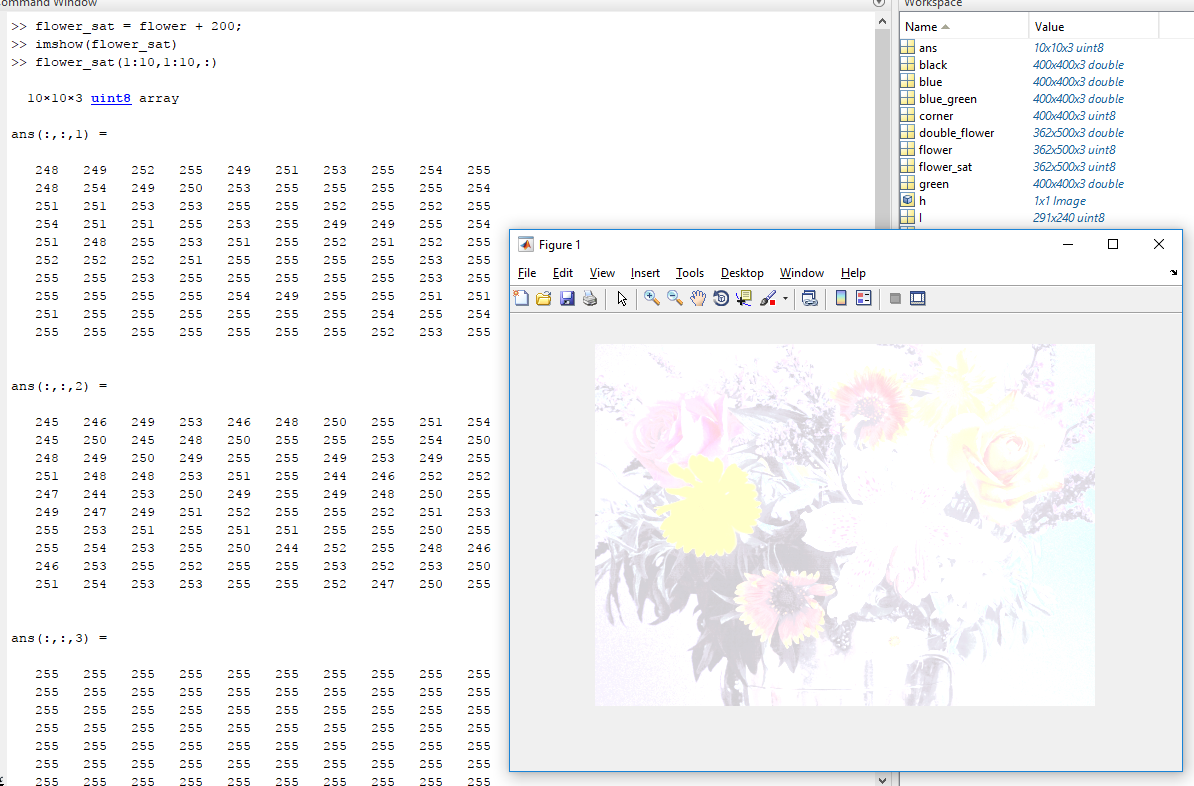 ommand Window
>> flower_sat = flower + 200;
>> imshow(flower_sat)
>> flower_sat(1:10,1:10,:)
10×10×3 uint8 array
ans(:,:,1) =
248 249 252 255 249 251 253 255 254 255
248 254 249 250 253 255 255 255 255 254
251 251 253 253 255 255 252 255 252 255
254 251 251 255 253 255 249 249 255 254
251 248 255 253 251 255 252 251 252 255
252 252 252 251 255 255 255 255 253 255
255 255 253 255 255 255 255 255 253 255
255 255 255 255 254 249 255 255 251 251
251 255 255 255 255 255 255 254 255 254
255 255 255 255 255 255 255 252 253 255
ans(:,:,2) =
245 246 249 253 246 248 250 255 251 254
245 250 245 248 250 255 255 255 254 250
248 249 250 249 255 255 249 253 249 255
251 248 248 253 251 255 244 246 252 252
247 244 253 250 249 255 249 248 250 255
249 247 249 251 252 255 255 252 251 253
255 253 251 255 251 251 255 255 250 255
255 254 253 255 250 244 252 255 248 246
246 253 255 252 255 255 253 252 253 250
251 254 253 253 255 255 252 247 250 255
ans(:,:,3) =
255 255 255 255 255 255 255 255 255 255
255 255 255 255 255 255 255 255 255 255
255 255 255 255 255 255 255 255 255 255
255 255 255 255 255 255 255 255 255 255
255 255 255 255 255 255 255 255 255 255
255 255 255 255 255 255 255 255 255 255
255 255 255 255 255 255 255 255 255 255
Workspace
Name Value
ans 10x10x3 uint8
black 400x400x3 double
blue 400x400x3 double
blue_green 400x400x3 double
corner 400x400x3 uint8
double_flower 362x500x3 double
flower 362x500x3 uint8
flower_sat 362x500x3 uint8
green 400x400x3 double
h 1x1 Image
I 291x240 uint8
Figure 1
File Edit View Insert Tools Desktop Window Help